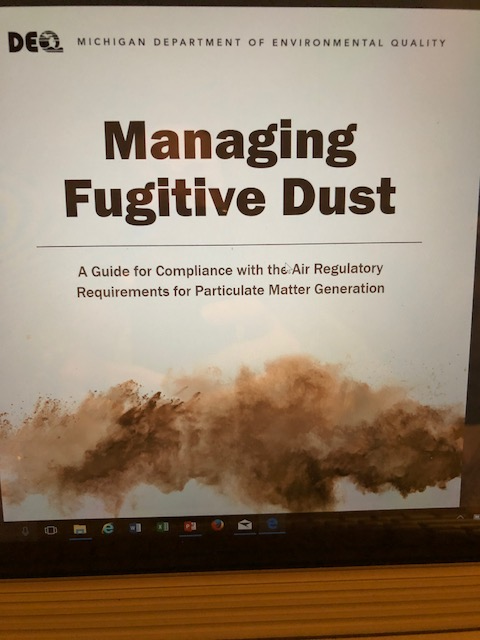 DEQ MICHIGAN DEPARTMENT OF ENVIRONMENTAL QUALITY
Managing
Fugitive Dust
A Guide for Compliance with the Air Regulatory
Requirements for Particulate Matter Generation